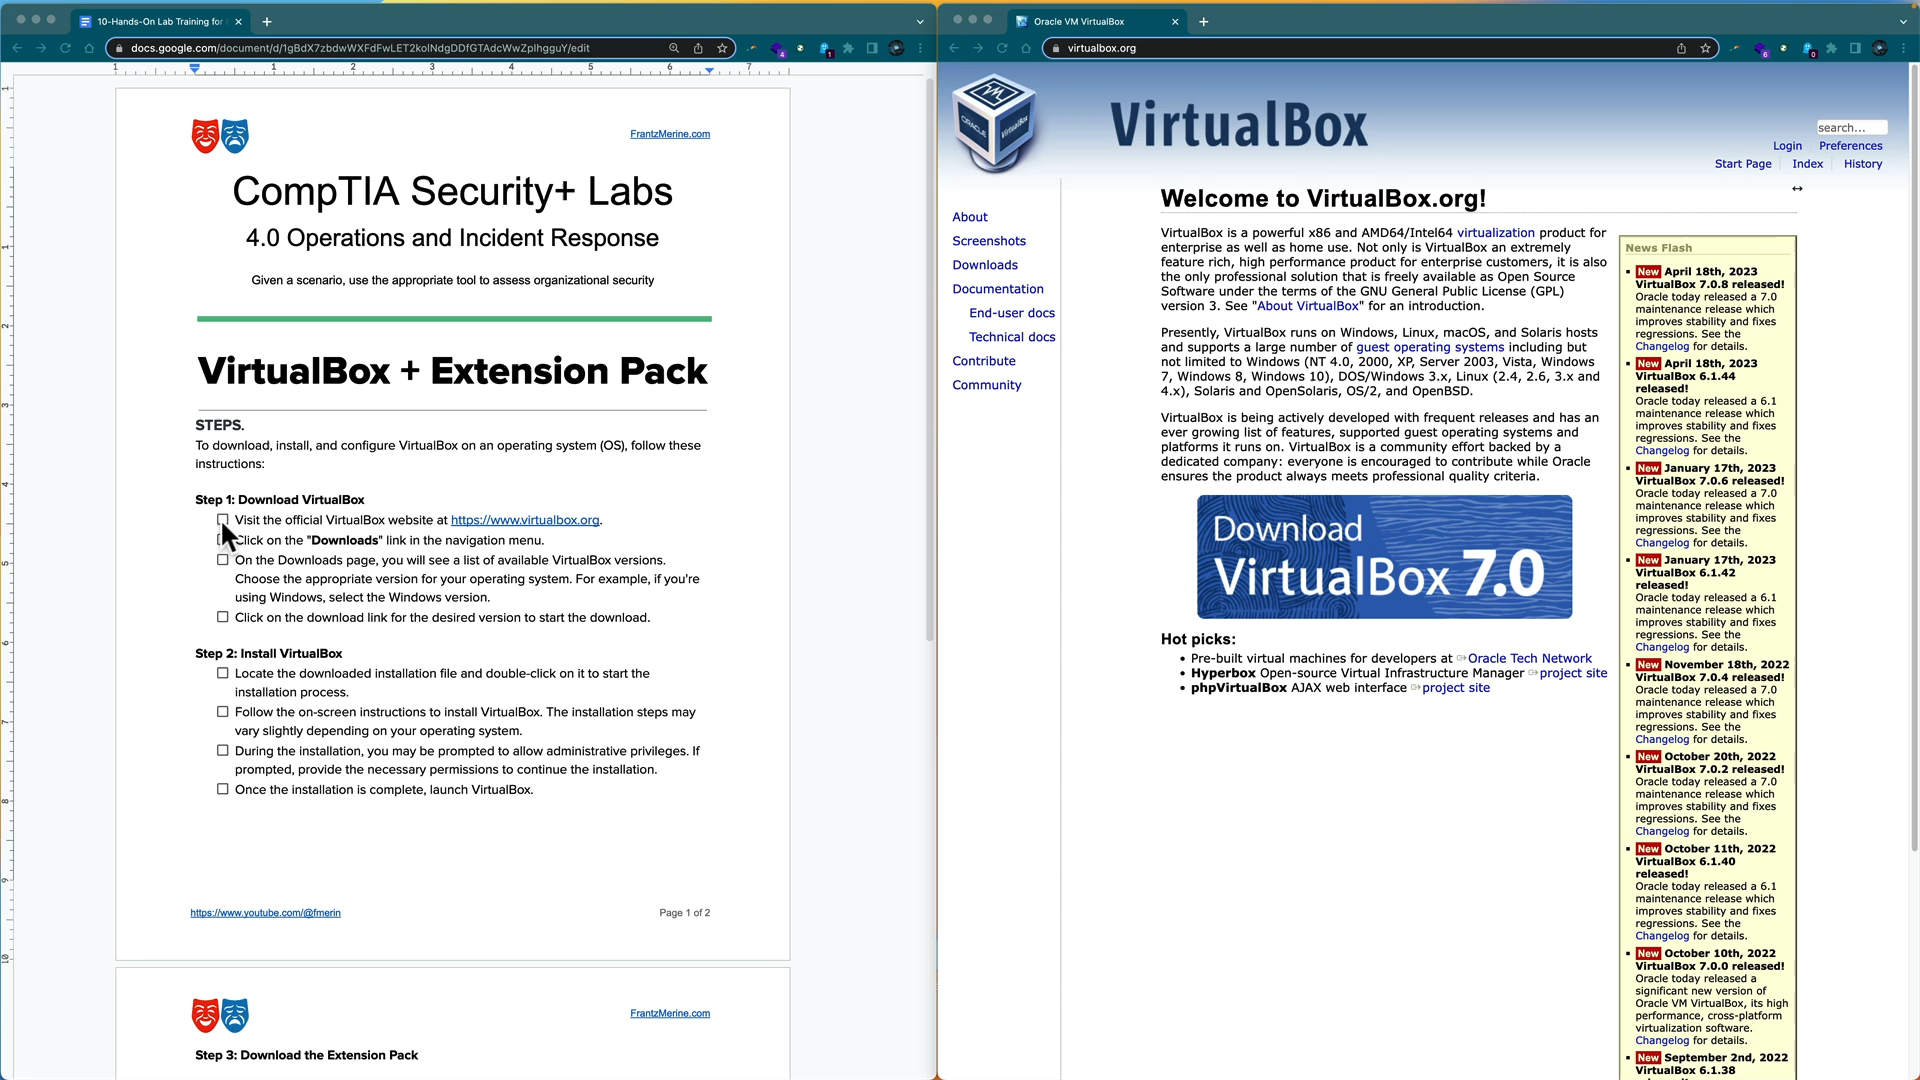 10-Hands-On Lab Training for
docs.google.com/document/d/1gBdX7zbdwWXFdFwLET2kolNdgDDfGTAdcWwZpIhgguY/edit
4
1
1 1 2 3 4 5 6 7
FrantzMerine.com
CompTIA Security+ Labs
4.0 Operations and Incident Response
Given a scenario, use the appropriate tool to assess organizational security
VirtualBox + Extension Pack
STEPS.
To download, install, and configure VirtualBox on an operating system (OS), follow these
instructions:
Step 1: Download VirtualBox
Visit the official VirtualBox website at https://www.virtualbox.org.
Click on the "Downloads" link in the navigation menu.
On the Downloads page, you will see a list of available VirtualBox versions.
Choose the appropriate version for your operating system. For example, if you're
using Windows, select the Windows version.
Click on the download link for the desired version to start the download.
Step 2: Install VirtualBox
Locate the downloaded installation file and double-click on it to start the
installation process.
Follow the on-screen instructions to install VirtualBox. The installation steps may
vary slightly depending on your operating system.
During the installation, you may be prompted to allow administrative privileges. If
prompted, provide the necessary permissions to continue the installation.
Once the installation is complete, launch VirtualBox.
https://www.youtube.com/@fmerin
Page 1 of 2
FrantzMerine.com
Step 3: Download the Extension Pack
Oracle VM VirtualBox
virtualbox.org
6
0
ORACLE
VM
VirtualBox
VirtualBox
search...
Login Preferences
Start Page Index History
About
Screenshots
Downloads
Documentation
End-user docs
Technical docs
Contribute
Community
Welcome to VirtualBox.org!
VirtualBox is a powerful x86 and AMD64/Intel64 virtualization product for
enterprise as well as home use. Not only is VirtualBox an extremely
feature rich, high performance product for enterprise customers, it is also
the only professional solution that is freely available as Open Source
Software under the terms of the GNU General Public License (GPL)
version 3. See "About VirtualBox" for an introduction.
Presently, VirtualBox runs on Windows, Linux, macOS, and Solaris hosts
and supports a large number of guest operating systems including but
not limited to Windows (NT 4.0, 2000, XP, Server 2003, Vista, Windows
7, Windows 8, Windows 10), DOS/Windows 3.x, Linux (2.4, 2.6, 3.x and
4.x), Solaris and OpenSolaris, OS/2, and OpenBSD.
VirtualBox is being actively developed with frequent releases and has an
ever growing list of features, supported guest operating systems and
platforms it runs on. VirtualBox is a community effort backed by a
dedicated company: everyone is encouraged to contribute while Oracle
ensures the product always meets professional quality criteria.
Download
VirtualBox 7.0
Hot picks:
• Pre-built virtual machines for developers at Oracle Tech Network
• Hyperbox Open-source Virtual Infrastructure Manager project site
• phpVirtualBox AJAX web interface project site
News Flash
New April 18th, 2023
VirtualBox 7.0.8 released!
Oracle today released a 7.0
maintenance release which
improves stability and fixes
regressions. See the
Changelog for details.
New April 18th, 2023
VirtualBox 6.1.44
released!
Oracle today released a 6.1
maintenance release which
improves stability and fixes
regressions. See the
Changelog for details.
New January 17th, 2023
VirtualBox 7.0.6 released!
Oracle today released a 7.0
maintenance release which
improves stability and fixes
regressions. See the
Changelog for details.
New January 17th, 2023
VirtualBox 6.1.42
released!
Oracle today released a 6.1
maintenance release which
improves stability and fixes
regressions. See the
Changelog for details.
New November 18th, 2022
VirtualBox 7.0.4 released!
Oracle today released a 7.0
maintenance release which
improves stability and fixes
regressions. See the
Changelog for details.
New October 20th, 2022
VirtualBox 7.0.2 released!
Oracle today released a 7.0
maintenance release which
improves stability and fixes
regressions. See the
Changelog for details.
New October 11th, 2022
VirtualBox 6.1.40
released!
Oracle today released a 6.1
maintenance release which
improves stability and fixes
regressions. See the
Changelog for details.
New October 10th, 2022
VirtualBox 7.0.0 released!
Oracle today released a
significant new version of
Oracle VM VirtualBox, its high
performance, cross-platform
virtualization software.
Changelog for details.
New September 2nd, 2022
VirtualBox 6.1.38